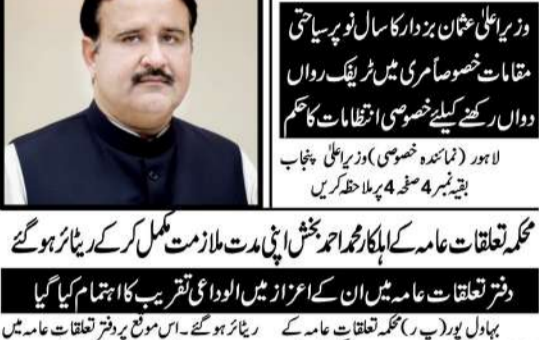 وزیراعلیٰ عثمان بزدار کا سال نو پر سیاحتی
مقامات خصوصاً مری میں ٹریفک رواں
دواں رکھنے کیلئے خصوصی انتظامات کا حکم
لاہور (نمائندہ خصوصی) وزیراعلیٰ پنجاب
بقیہ نمبر 4 صفحہ 4 پر ملاحظہ کریں
محکمہ تعلقات عامہ کے اہلکار محمد احمد بخش اپنی مدت ملازمت مکمل کر کے ریٹائر ہو گئے
دفتر تعلقات عامہ میں ان کے اعزاز میں الوداعی تقریب کا اہتمام کیا گیا
بہاول پور (پ ر) محکمہ تعلقات عامہ کے
ریٹائر ہو گئے۔ اس موقع پر دفتر تعلقات عامہ میں